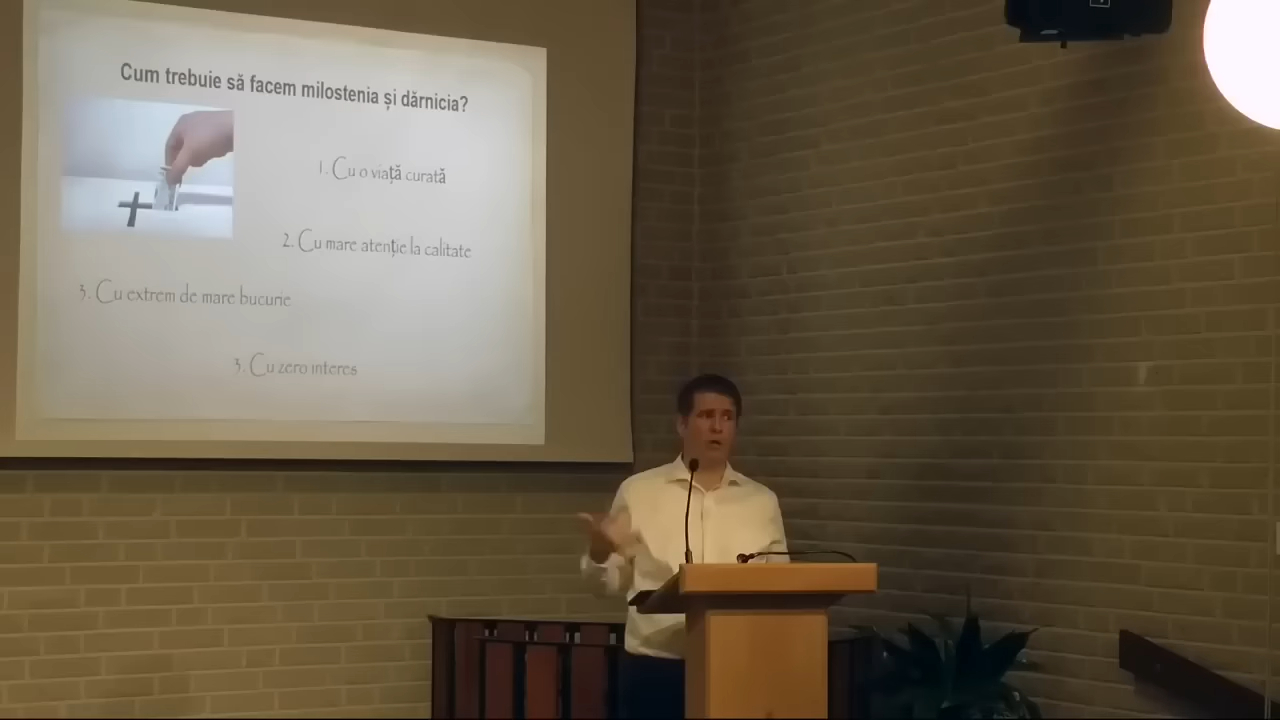 Cum trebuie să facem milostenia și dărnicia?
1. Cu o viață curată
2. Cu mare atenție la calitate
3. Cu extrem de mare bucurie
3. Cu zero interes